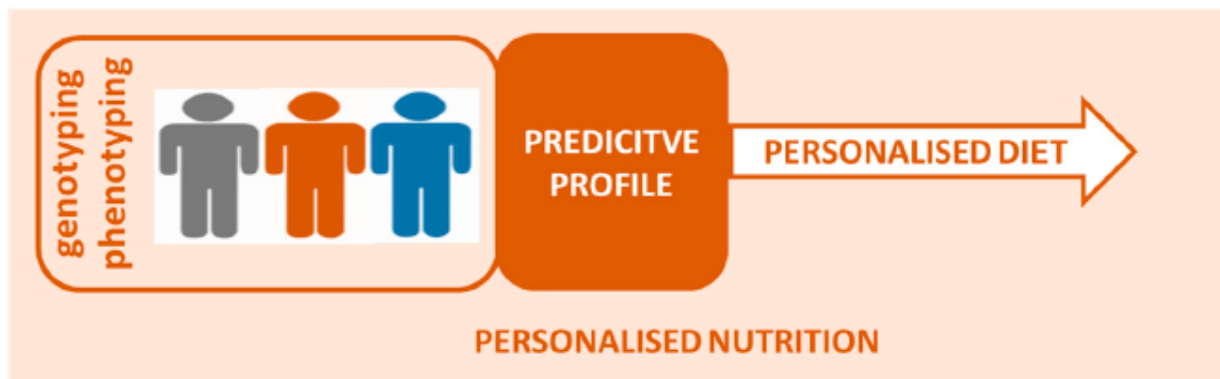 genotyping
phenotyping
PREDICITVE
PROFILE
PERSONALISED DIET
PERSONALISED NUTRITION